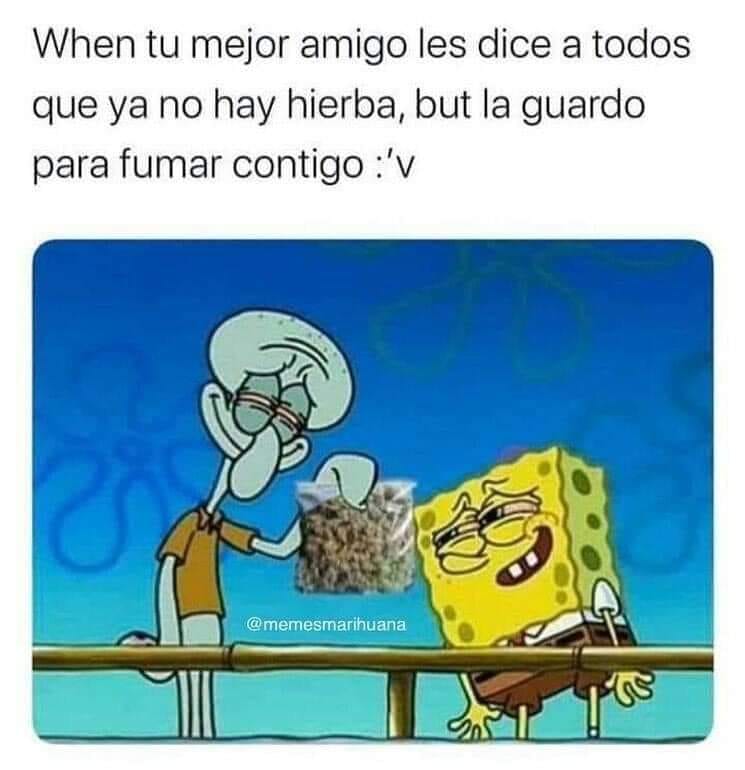 When tu mejor amigo les dice a todos
que ya no hay hierba, but la guardo
para fumar contigo :'v
@memesmarihuana